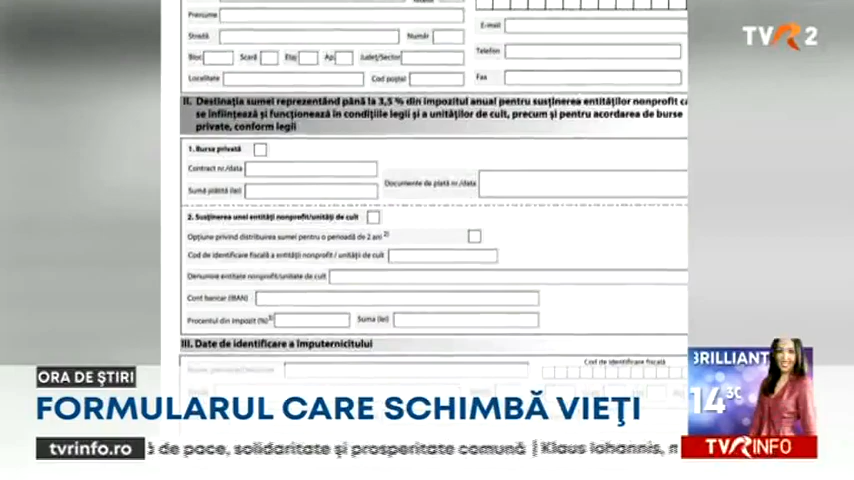 Prenume
Stradă
Număr
Bloc
Scară
Etaj
Ap.
Județ/Sector
Localitate
Cod poștal
E-mail
Telefon
Fax
TVR 2
II. Destinația sumei reprezentând până la 3,5 % din impozitul anual pentru susținerea entităților nonprofit ca
se înființează și funcționează în condițiile legii și a unităților de cult, precum și pentru acordarea de burse
private, conform legii
1. Bursa privată
Contract nr./data
Sumă plătită (lei)
Documente de plată nr./data
2. Susținerea unei entități nonprofit/unități de cult
Opțiune privind distribuirea sumei pentru o perioadă de 2 ani 2)
Cod de identificare fiscală a entității nonprofit / unității de cult
Denumire entitate nonprofit/unitate de cult
Cont bancar (IBAN)
Procentul din impozit (%)
Suma (lei)
III. Date de identificare a împuternicitului
Cod de identificare fiscală
BRILLIANT
14 30
ORA DE ȘTIRI
FORMULARUL CARE SCHIMBĂ VIEȚI
tvrinfo.ro
ă de pace, solidaritate și prosperitate comună | Klaus Iohannis, m
TVR INFO